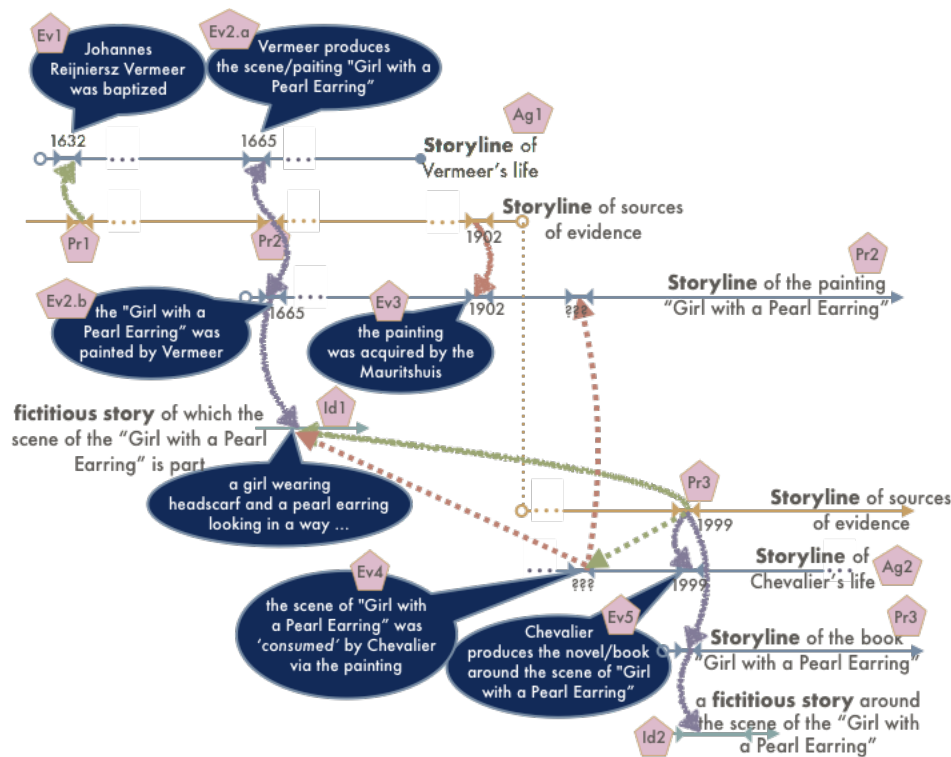 Ev1
Johannes
Reijniersz Vermeer
was baptized
Ev2.a
Vermeer produces
the scene/paiting "Girl with a
Pearl Earring”
Ag1
1632
....
1665
....
Storyline of
Vermeer’s life
....
....
....
Storyline of sources
of evidence
Pr1
Pr2
1902
Pr2
Storyline of the painting
“Girl with a Pearl Earring”
Ev2.b
the "Girl with a
Pearl Earring” was
painted by Vermeer
1665
....
Ev3
1902
the painting
was acquired by the
Mauritshuis
???
fictitious story of which the
scene of the “Girl with a Pearl
Earring” is part
Id1
a girl wearing
headscarf and a pearl earring
looking in a way ...
Pr3
....
1999
Storyline of sources
of evidence
....
???
1999
Storyline of
Chevalier’s life
....
Ag2
Ev4
the scene of "Girl with
a Pearl Earring” was
‘consumed’ by Chevalier
via the painting
Ev5
Chevalier
produces the novel/book
around the scene of "Girl
with a Pearl Earring”
Pr3
Storyline of the book
“Girl with a Pearl Earring”
a fictitious story around
the scene of the “Girl with
a Pearl Earring”
Id2